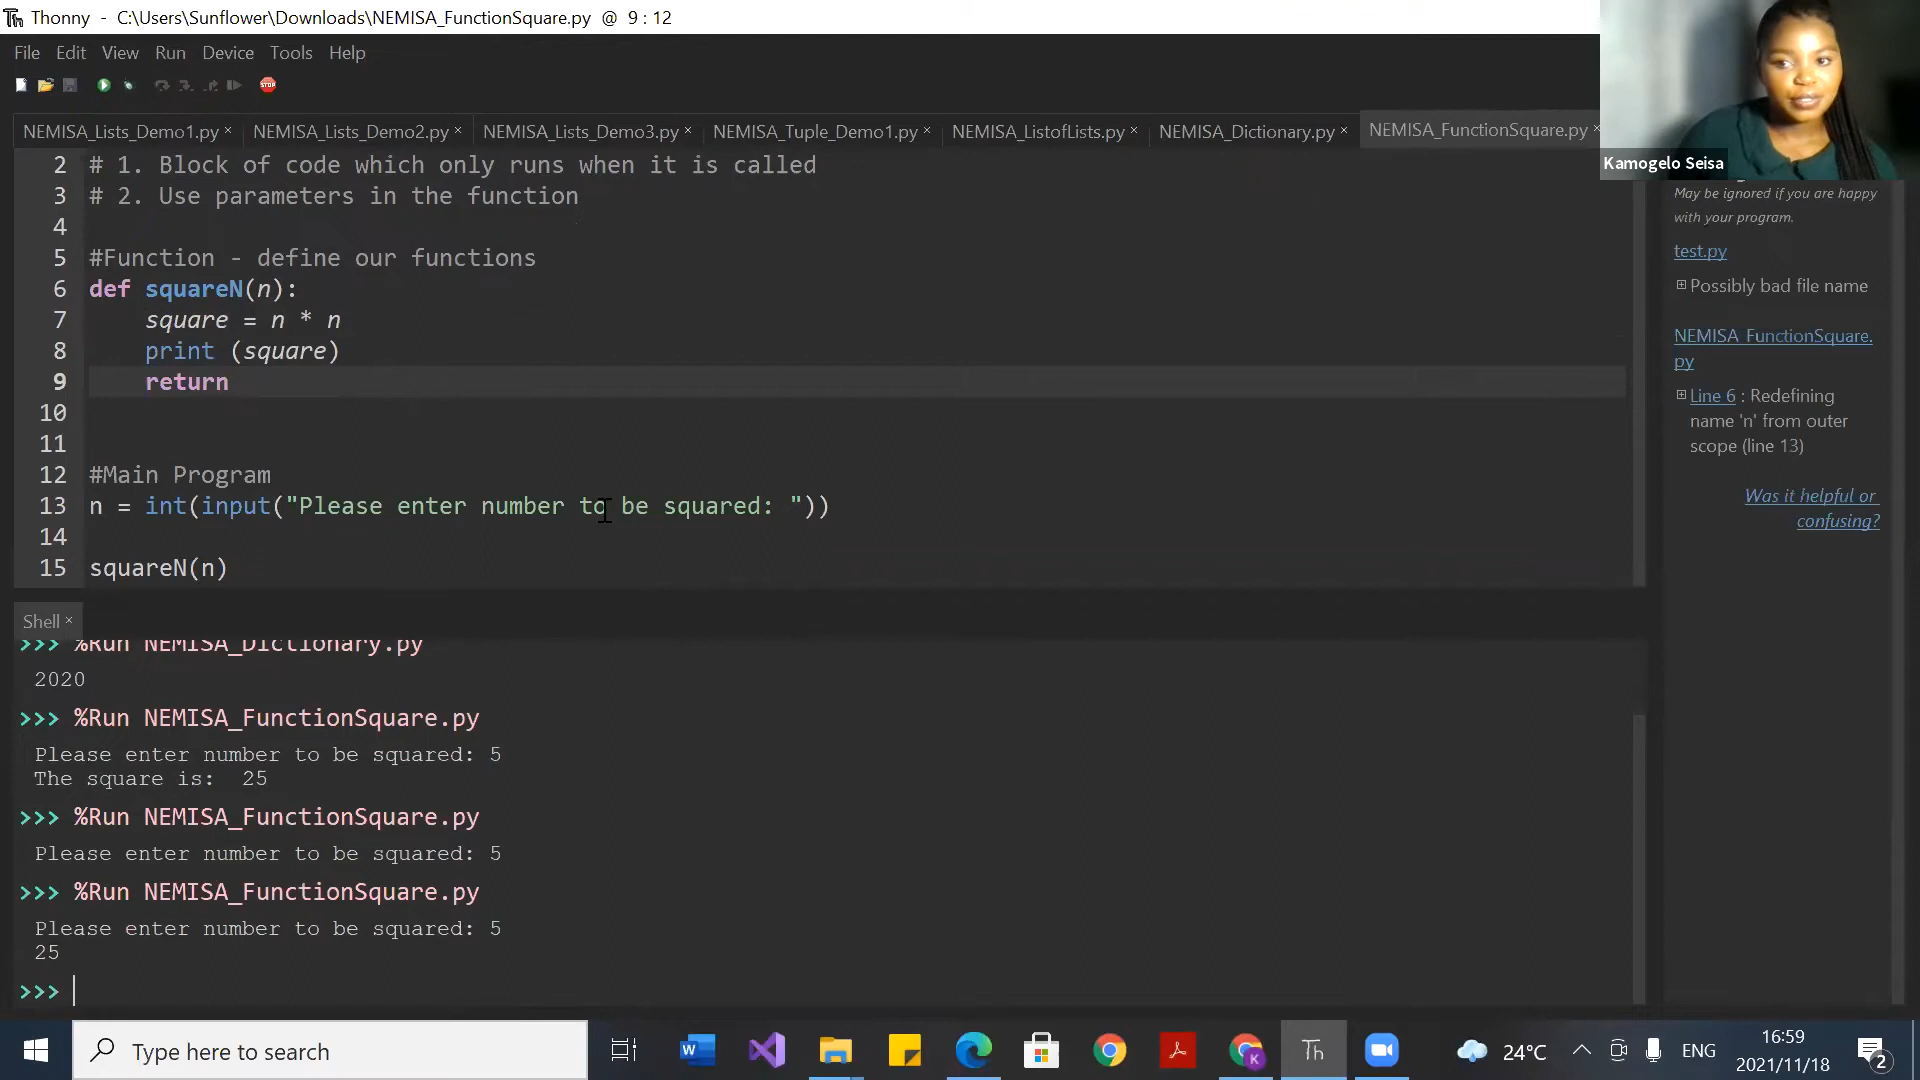 Thonny - C:\Users\Sunflower\Downloads\NEMISA_FunctionSquare.py @ 9 : 12
File Edit View Run Device Tools Help
STOP
NEMISA_Lists_Demo1.py × NEMISA_Lists_Demo2.py × NEMISA_Lists_Demo3.py × NEMISA_Tuple_Demo1.py × NEMISA_ListofLists.py × NEMISA_Dictionary.py × NEMISA_FunctionSquare.py ×
Kamogelo Seisa
2 # 1. Block of code which only runs when it is called
3 # 2. Use parameters in the function
4
5 #Function - define our functions
6 def squareN(n):
7     square = n * n
8     print (square)
9     return
10
11
12 #Main Program
13 n = int(input("Please enter number to be squared: "))
14
15 squareN(n)
May be ignored if you are happy
with your program.
test.py
Possibly bad file name
NEMISA_FunctionSquare.
py
Line 6 : Redefining
name 'n' from outer
scope (line 13)
Was it helpful or
confusing?
Shell ×
>>> %Run NEMISA_Dictionary.py
2020
>>> %Run NEMISA_FunctionSquare.py
Please enter number to be squared: 5
The square is:  25
>>> %Run NEMISA_FunctionSquare.py
Please enter number to be squared: 5
>>> %Run NEMISA_FunctionSquare.py
Please enter number to be squared: 5
25
>>>
Type here to search
W
K
Th
24°C
ENG
16:59
2021/11/18
2